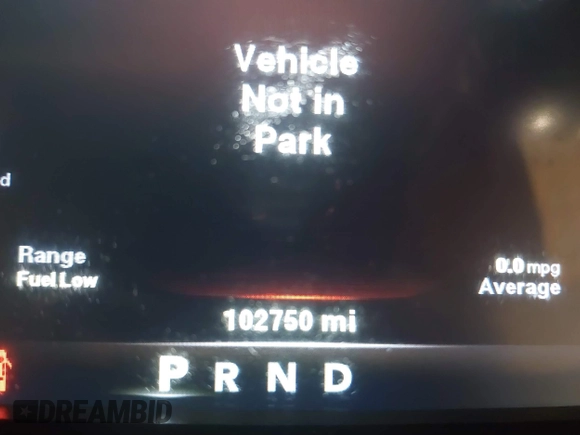 Vehicle
Not in
Park
d
Range
Fuel Low
0.0 mpg
Average
102750 mi
P R N D
DREAMBID